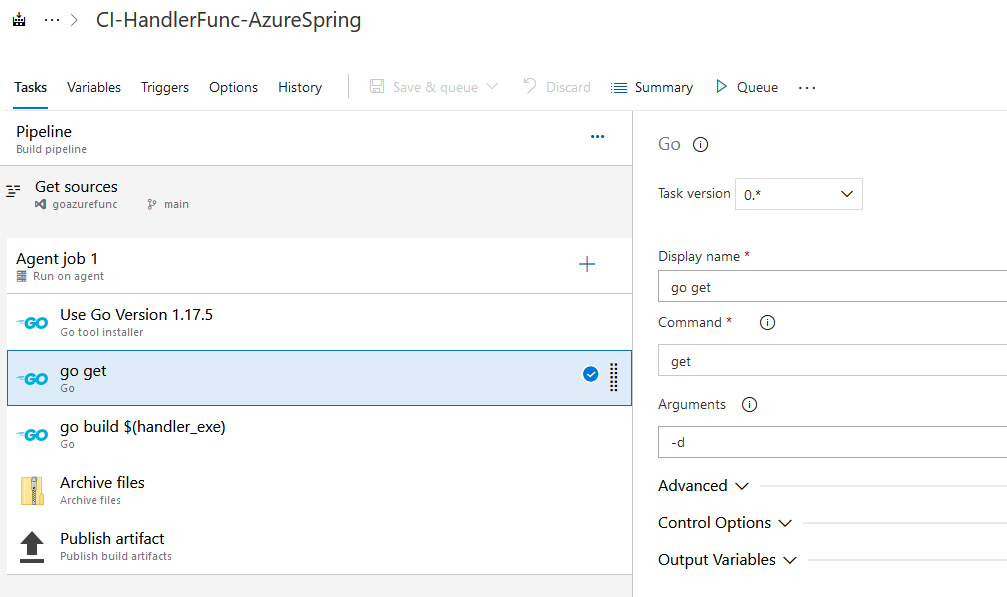 ··· > CI-HandlerFunc-AzureSpring
Tasks Variables Triggers Options History Save & queue Discard Summary Queue ···
Pipeline
Build pipeline
Get sources
goazurefunc main
Agent job 1
Run on agent
GO Use Go Version 1.17.5
Go tool installer
GO go get
Go
GO go build $(handler_exe)
Go
Archive files
Archive files
Publish artifact
Publish build artifacts
Go
Task version 0.*
Display name *
go get
Command *
get
Arguments
-d
Advanced
Control Options
Output Variables